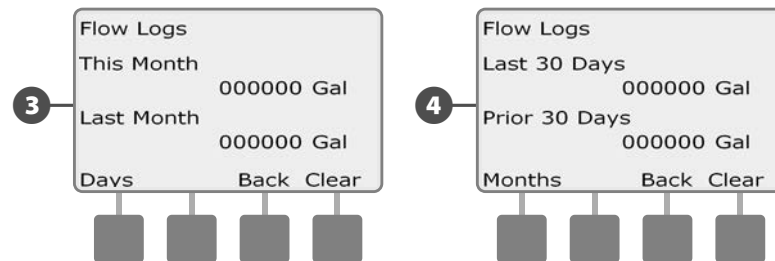 3
Flow Logs
This Month
000000 Gal
Last Month
000000 Gal
Days Back Clear
4
Flow Logs
Last 30 Days
000000 Gal
Prior 30 Days
000000 Gal
Months Back Clear